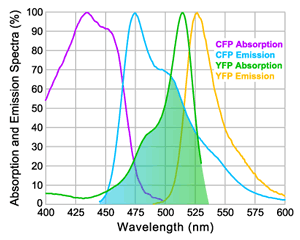 Absorption and Emission Spectra (%)
100
90
80
70
60
50
40
30
20
10
0
CFP Absorption
CFP Emission
YFP Absorption
YFP Emission
400 425 450 475 500 525 550 575 600
Wavelength (nm)